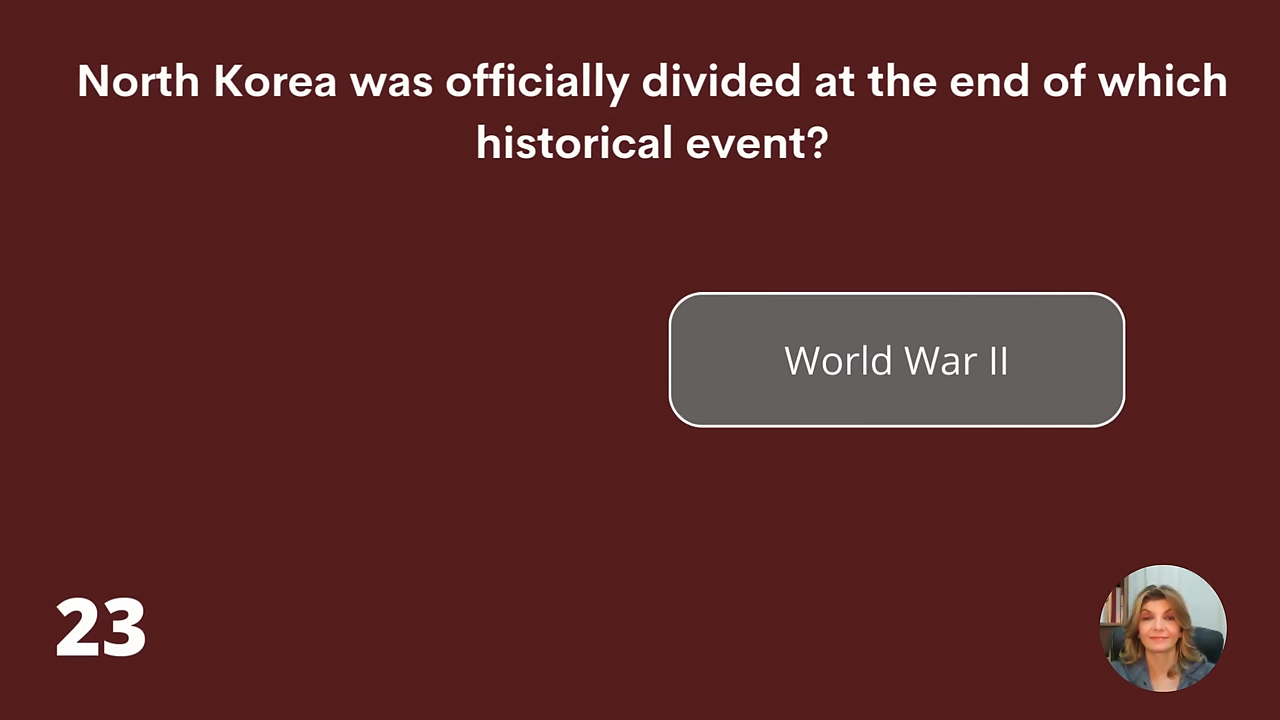 North Korea was officially divided at the end of which
historical event?
World War II
23